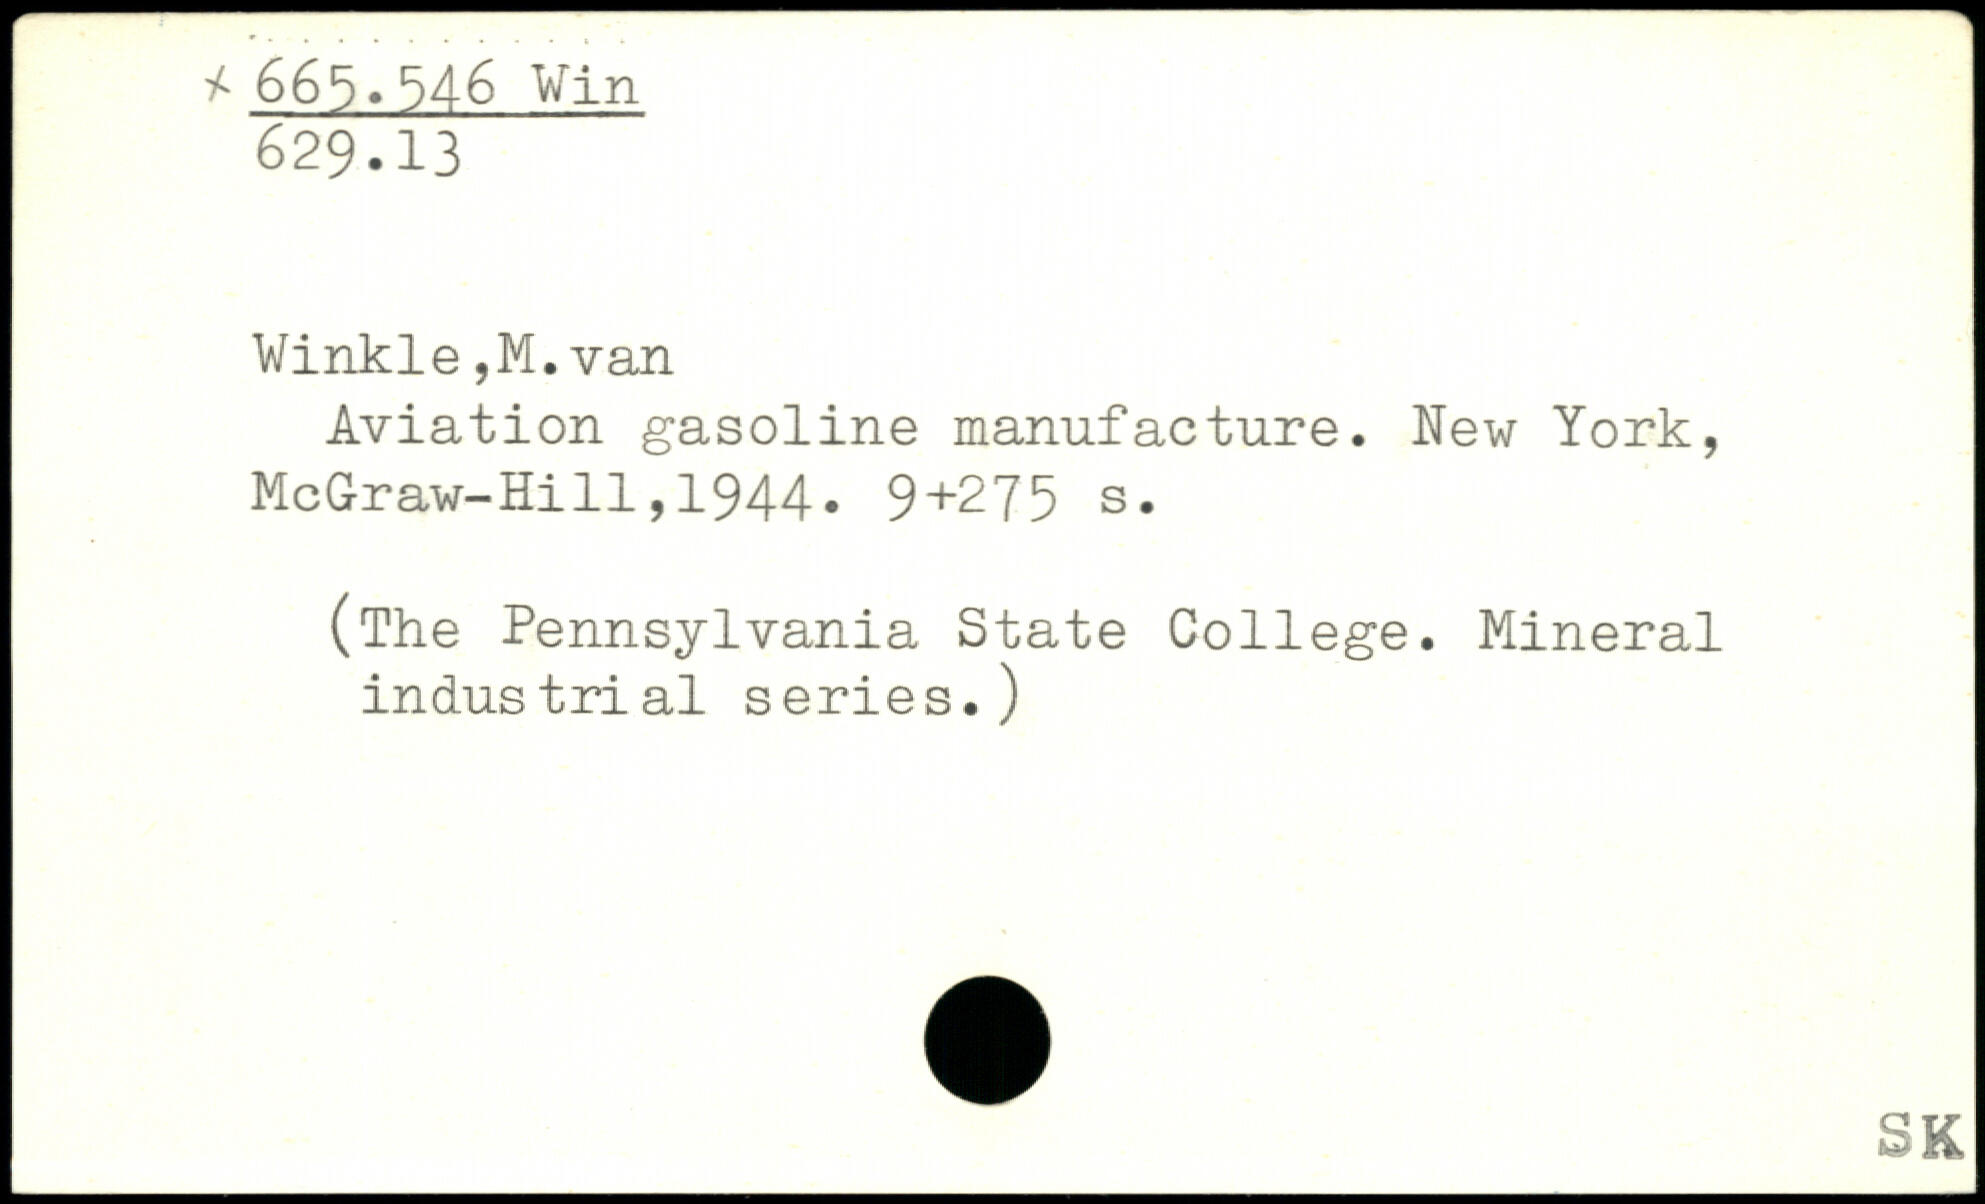 x 665.546 Win
629.13
Winkle,M.van
Aviation gasoline manufacture. New York,
McGraw-Hill,1944. 9+275 s.
(The Pennsylvania State College. Mineral
industrial series.)
SK